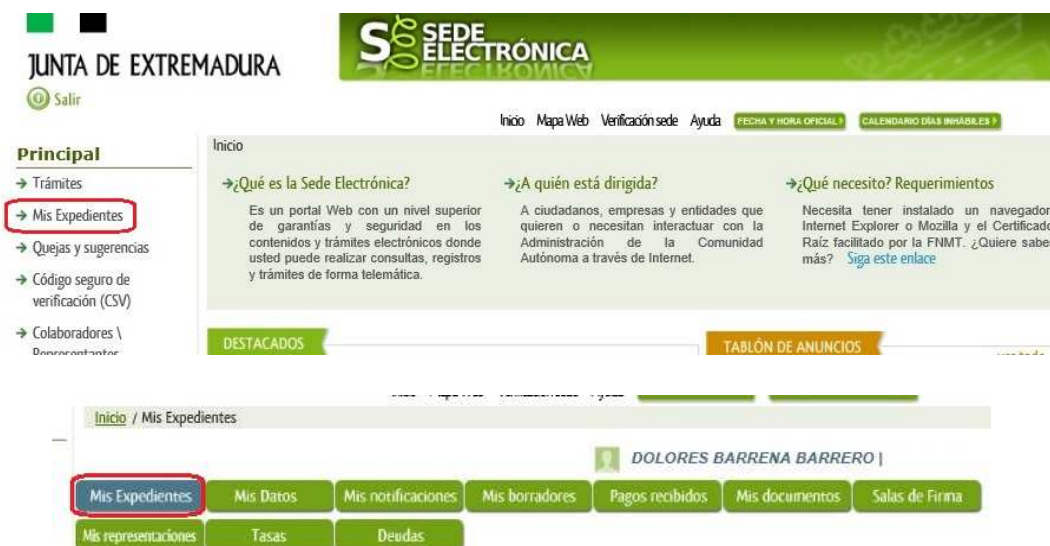 JUNTA DE EXTREMADURA
SEDE
ELECTRÓNICA
Salir
Inicio Mapa Web Verificación sede Ayuda FECHA Y HORA OFICIAL CALENDARIO DÍAS INHÁBILES
Principal
Trámites
Mis Expedientes
Quejas y sugerencias
Código seguro de
verificación (CSV)
Colaboradores \
Representantes
Inicio
¿Qué es la Sede Electrónica?
Es un portal Web con un nivel superior
de garantías y seguridad en los
contenidos y trámites electrónicos donde
usted puede realizar consultas, registros
y trámites de forma telemática.
¿A quién está dirigida?
A ciudadanos, empresas y entidades que
quieren o necesitan interactuar con la
Administración de la Comunidad
Autónoma a través de Internet.
¿Qué necesito? Requerimientos
Necesita tener instalado un navegador
Internet Explorer o Mozilla y el Certificado
Raíz facilitado por la FNMT. ¿Quiere sabe
más? Siga este enlace
DESTACADOS
TABLÓN DE ANUNCIOS
Inicio / Mis Expedientes
DOLORES BARRENA BARRERO |
Mis Expedientes Mis Datos Mis notificaciones Mis borradores Pagos recibidos Mis documentos Salas de Firma
Mis representaciones Tasas Deudas